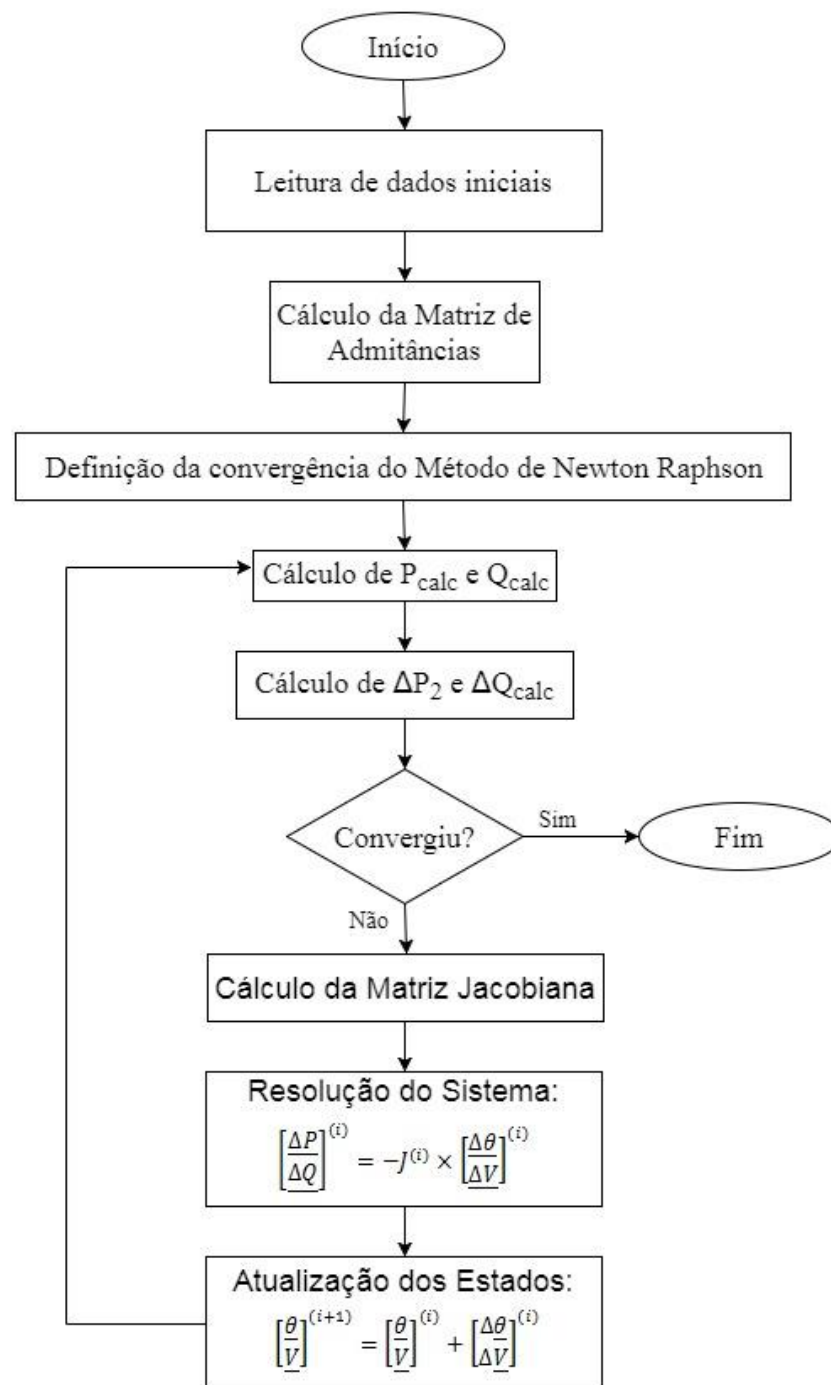 Início
Leitura de dados iniciais
Cálculo da Matriz de
Admitâncias
Definição da convergência do Método de Newton Raphson
Cálculo de P_calc e Q_calc
Cálculo de ΔP_2 e ΔQ_calc
Convergiu?
Sim
Fim
Não
Cálculo da Matriz Jacobiana
Resolução do Sistema:
[ΔP / ΔQ]^(i) = −J^(i) × [Δθ / ΔV]^(i)
Atualização dos Estados:
[θ / V]^(i+1) = [θ / V]^(i) + [Δθ / ΔV]^(i)